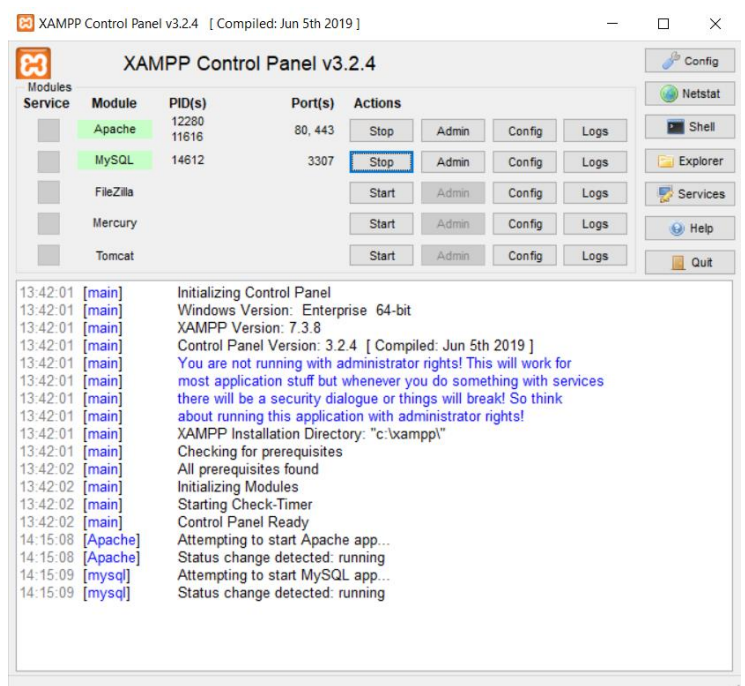 XAMPP Control Panel v3.2.4 [ Compiled: Jun 5th 2019 ]
XAMPP Control Panel v3.2.4
Config
Modules
Service Module PID(s) Port(s) Actions
Netstat
Apache 12280 11616 80, 443 Stop Admin Config Logs
Shell
MySQL 14612 3307 Stop Admin Config Logs
Explorer
FileZilla Start Admin Config Logs
Services
Mercury Start Admin Config Logs
Help
Tomcat Start Admin Config Logs
Quit
13:42:01 [main] Initializing Control Panel
13:42:01 [main] Windows Version: Enterprise 64-bit
13:42:01 [main] XAMPP Version: 7.3.8
13:42:01 [main] Control Panel Version: 3.2.4 [ Compiled: Jun 5th 2019 ]
13:42:01 [main] You are not running with administrator rights! This will work for
13:42:01 [main] most application stuff but whenever you do something with services
13:42:01 [main] there will be a security dialogue or things will break! So think
13:42:01 [main] about running this application with administrator rights!
13:42:01 [main] XAMPP Installation Directory: "c:\xampp\"
13:42:01 [main] Checking for prerequisites
13:42:02 [main] All prerequisites found
13:42:02 [main] Initializing Modules
13:42:02 [main] Starting Check-Timer
13:42:02 [main] Control Panel Ready
14:15:08 [Apache] Attempting to start Apache app...
14:15:08 [Apache] Status change detected: running
14:15:09 [mysql] Attempting to start MySQL app...
14:15:09 [mysql] Status change detected: running